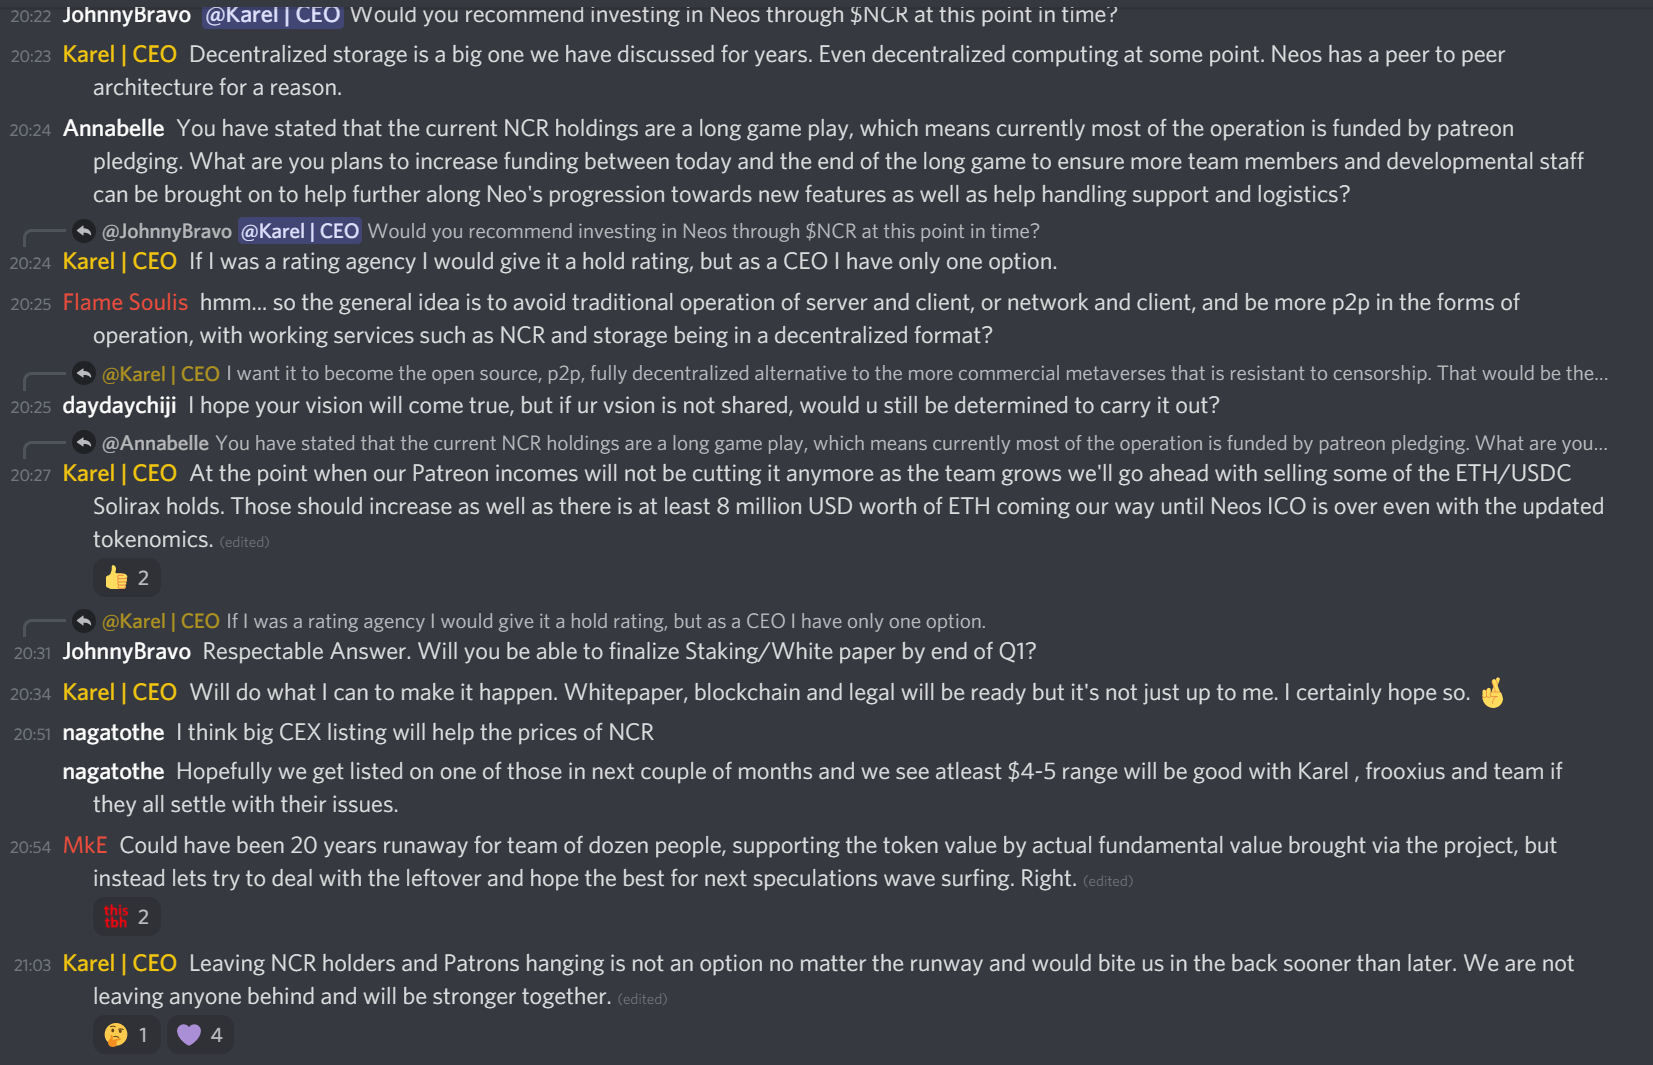 20:22 JohnnyBravo @Karel | CEO Would you recommend investing in Neos through $NCR at this point in time?
20:23 Karel | CEO Decentralized storage is a big one we have discussed for years. Even decentralized computing at some point. Neos has a peer to peer
architecture for a reason.
20:24 Annabelle You have stated that the current NCR holdings are a long game play, which means currently most of the operation is funded by patreon
pledging. What are you plans to increase funding between today and the end of the long game to ensure more team members and developmental staff
can be brought on to help further along Neo's progression towards new features as well as help handling support and logistics?
@JohnnyBravo @Karel | CEO Would you recommend investing in Neos through $NCR at this point in time?
20:24 Karel | CEO If I was a rating agency I would give it a hold rating, but as a CEO I have only one option.
20:25 Flame Soulis hmm... so the general idea is to avoid traditional operation of server and client, or network and client, and be more p2p in the forms of
operation, with working services such as NCR and storage being in a decentralized format?
@Karel | CEO I want it to become the open source, p2p, fully decentralized alternative to the more commercial metaverses that is resistant to censorship. That would be the...
20:25 daydaychiji I hope your vision will come true, but if ur vsion is not shared, would u still be determined to carry it out?
@Annabelle You have stated that the current NCR holdings are a long game play, which means currently most of the operation is funded by patreon pledging. What are you...
20:27 Karel | CEO At the point when our Patreon incomes will not be cutting it anymore as the team grows we'll go ahead with selling some of the ETH/USDC
Solirax holds. Those should increase as well as there is at least 8 million USD worth of ETH coming our way until Neos ICO is over even with the updated
tokenomics. (edited)
👍 2
@Karel | CEO If I was a rating agency I would give it a hold rating, but as a CEO I have only one option.
20:31 JohnnyBravo Respectable Answer. Will you be able to finalize Staking/White paper by end of Q1?
20:34 Karel | CEO Will do what I can to make it happen. Whitepaper, blockchain and legal will be ready but it's not just up to me. I certainly hope so. 🤞
20:51 nagatothe I think big CEX listing will help the prices of NCR
nagatothe Hopefully we get listed on one of those in next couple of months and we see atleast $4-5 range will be good with Karel , frooxius and team if
they all settle with their issues.
20:54 MkE Could have been 20 years runaway for team of dozen people, supporting the token value by actual fundamental value brought via the project, but
instead lets try to deal with the leftover and hope the best for next speculations wave surfing. Right. (edited)
this tbh 2
21:03 Karel | CEO Leaving NCR holders and Patrons hanging is not an option no matter the runway and would bite us in the back sooner than later. We are not
leaving anyone behind and will be stronger together. (edited)
🤔 1 💜 4